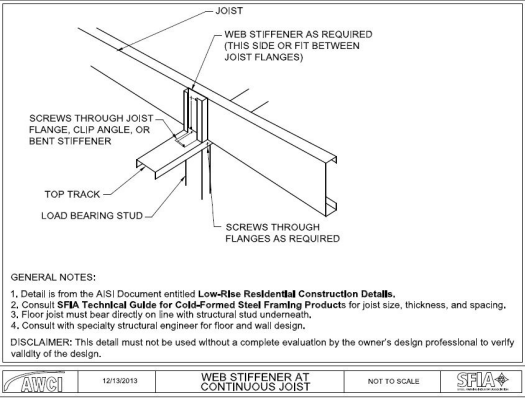 JOIST
WEB STIFFENER AS REQUIRED
(THIS SIDE OR FIT BETWEEN
JOIST FLANGES)
SCREWS THROUGH JOIST
FLANGE, CLIP ANGLE, OR
BENT STIFFENER
TOP TRACK
LOAD BEARING STUD
SCREWS THROUGH
FLANGES AS REQUIRED
GENERAL NOTES:
1. Detail is from the AISI Document entitled Low-Rise Residential Construction Details.
2. Consult SFIA Technical Guide for Cold-Formed Steel Framing Products for joist size, thickness, and spacing.
3. Floor joist must bear directly on line with structural stud underneath.
4. Consult with specialty structural engineer for floor and wall design.
DISCLAIMER: This detail must not be used without a complete evaluation by the owner's design professional to verify
validity of the design.
AWCI
12/13/2013
WEB STIFFENER AT
CONTINUOUS JOIST
NOT TO SCALE
SFIA